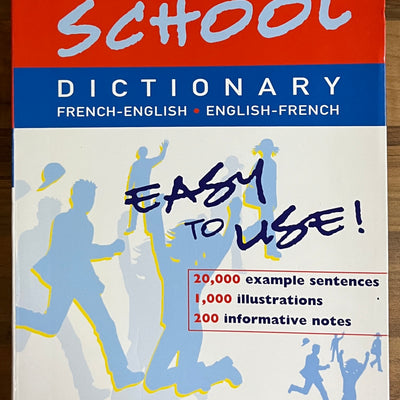 SCHOOL
DICTIONARY
FRENCH-ENGLISH • ENGLISH-FRENCH
EASY
TO USE!
20,000 example sentences
1,000 illustrations
200 informative notes